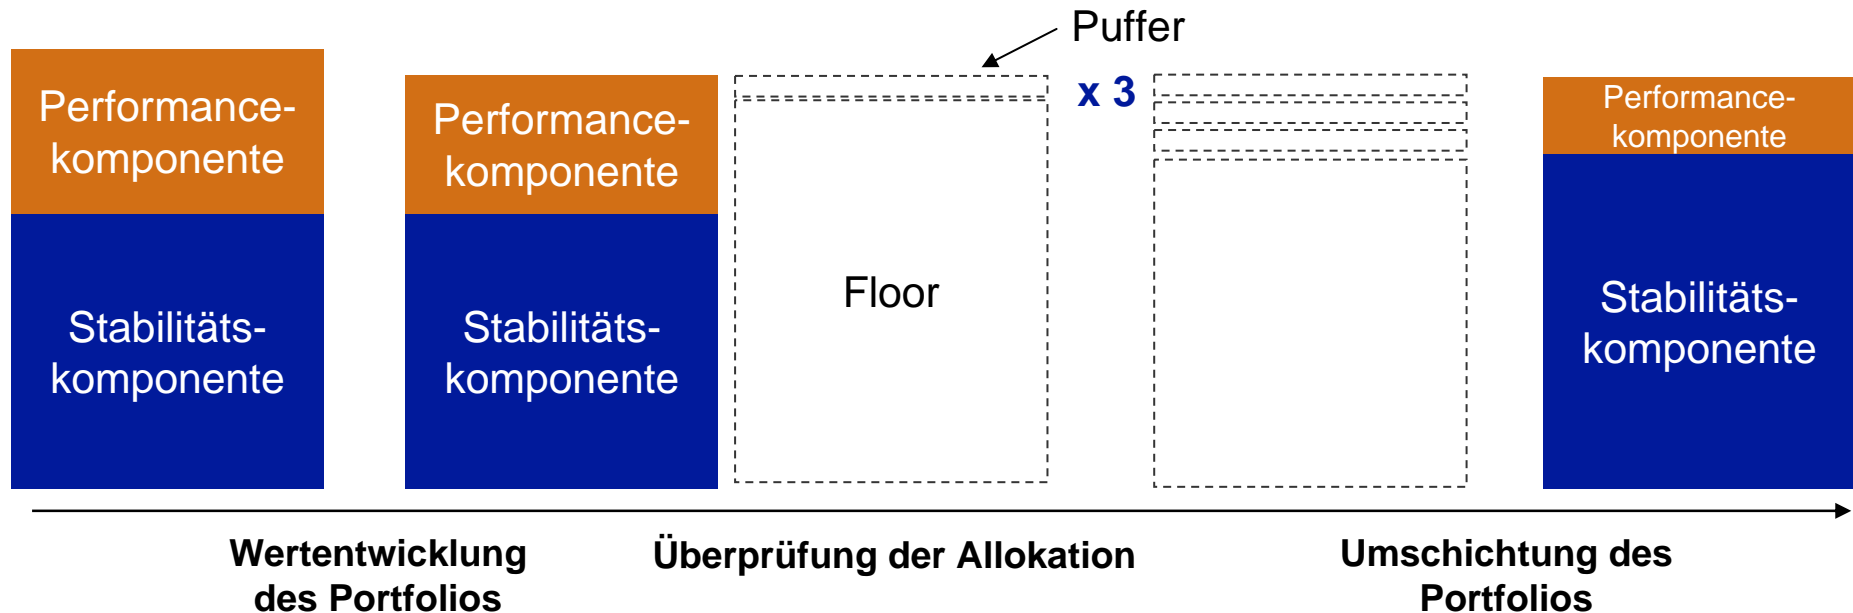 Puffer
Performance-
komponente
Stabilitäts-
komponente
Performance-
komponente
Stabilitäts-
komponente
Floor
x 3
Performance-
komponente
Stabilitäts-
komponente
Wertentwicklung
des Portfolios
Überprüfung der Allokation
Umschichtung des
Portfolios